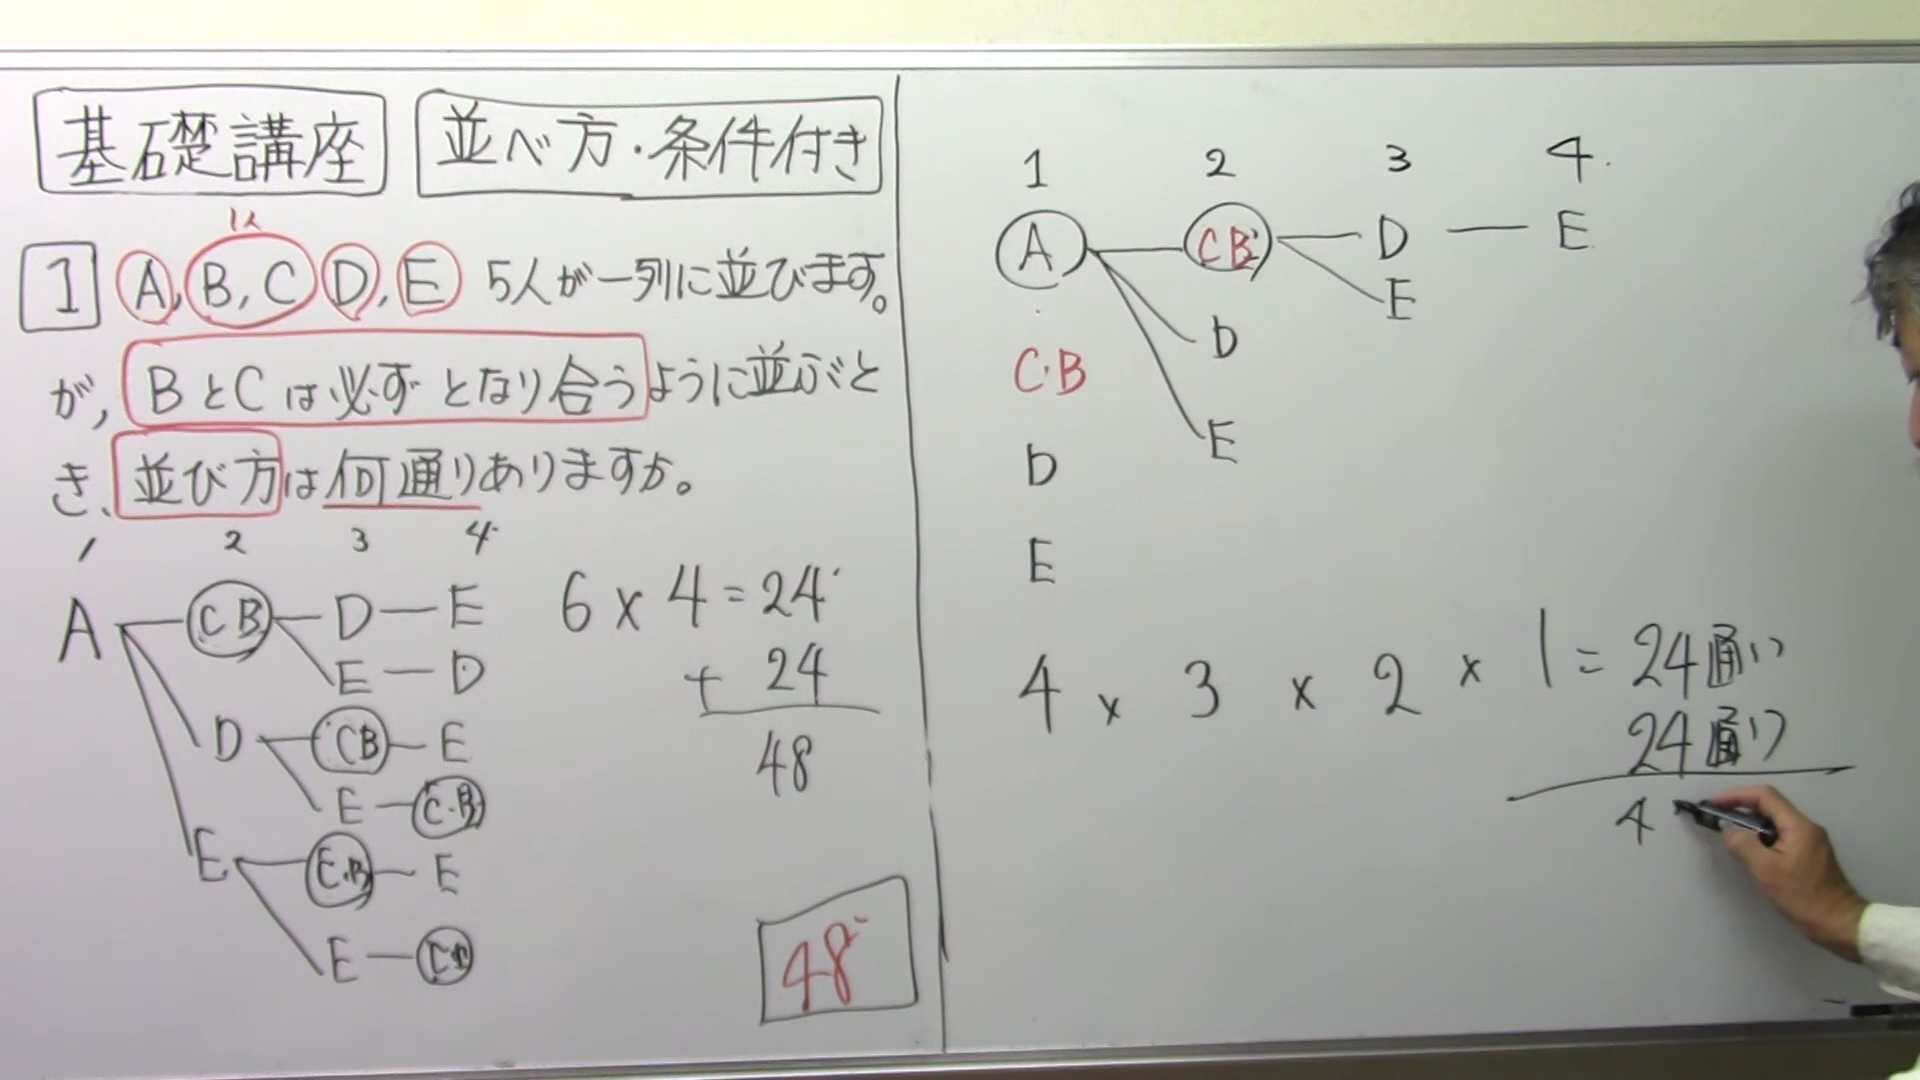 基礎講座 並べ方・条件付き
1人
1 A, B, C, D, E 5人が一列に並びます。
が, BとCは必ずとなり合うように並ぶと
き、並び方は何通りありますか。
1 2 3 4
A CB D E
E D
D CB E
E C・B
E C・B E
E
6×4=24
+ 24
48
48
1 2 3 4
A CB D E
E
D
E
C・B
D
E
4 × 3 × 2 × 1 = 24通り
24通り
4